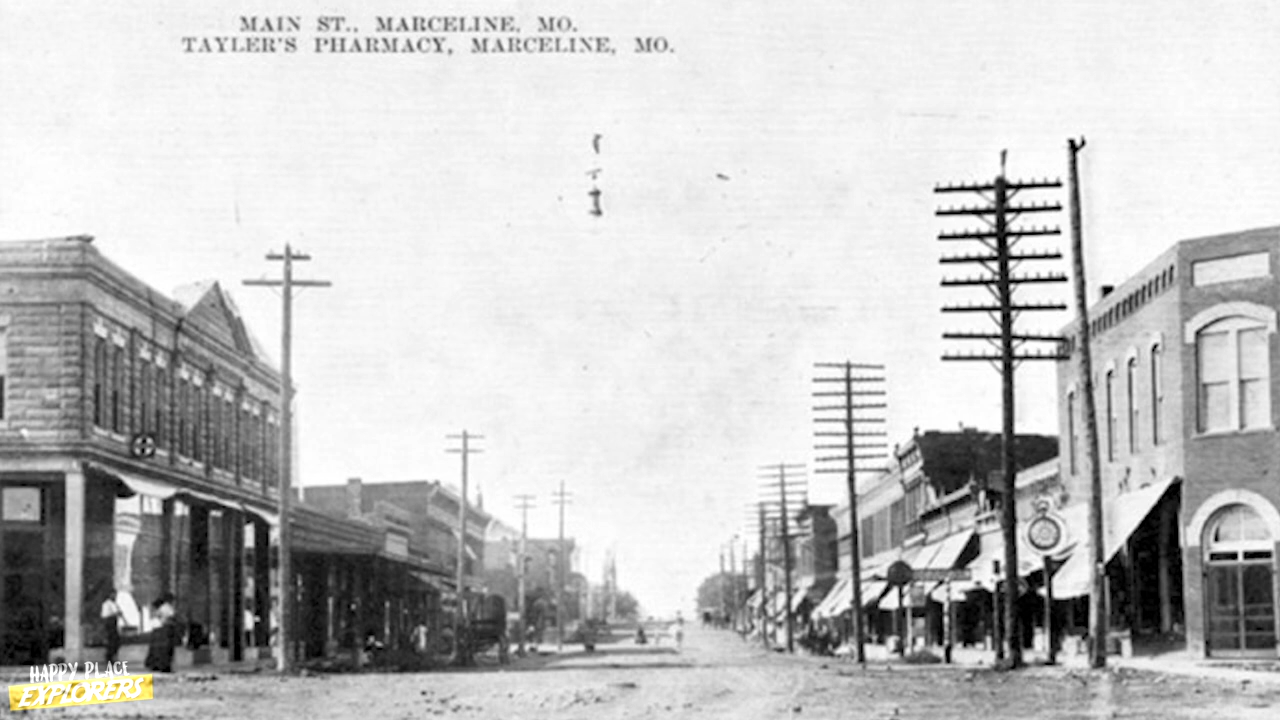 MAIN ST., MARCELINE, MO.
TAYLER'S PHARMACY, MARCELINE, MO.
HAPPY PLACE
EXPLORERS